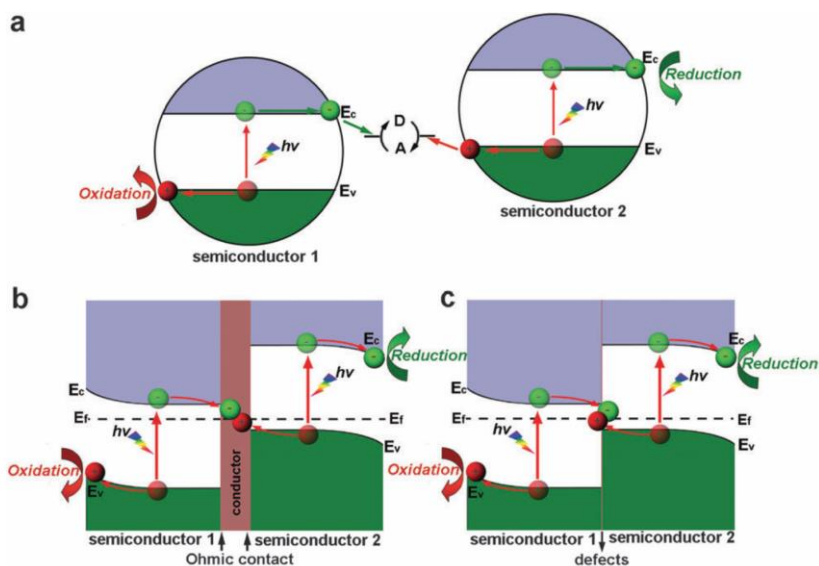 a
Ec
Reduction
hv
Ev
semiconductor 2
Ec
D
A
hv
Oxidation
Ev
semiconductor 1
b
Ec
Ef
hv
Oxidation
Ev
conductor
Ec
Reduction
hv
Ef
Ev
semiconductor 1
semiconductor 2
Ohmic contact
c
Ec
Ef
hv
Oxidation
Ev
Ec
Reduction
hv
Ef
Ev
semiconductor 1
semiconductor 2
defects